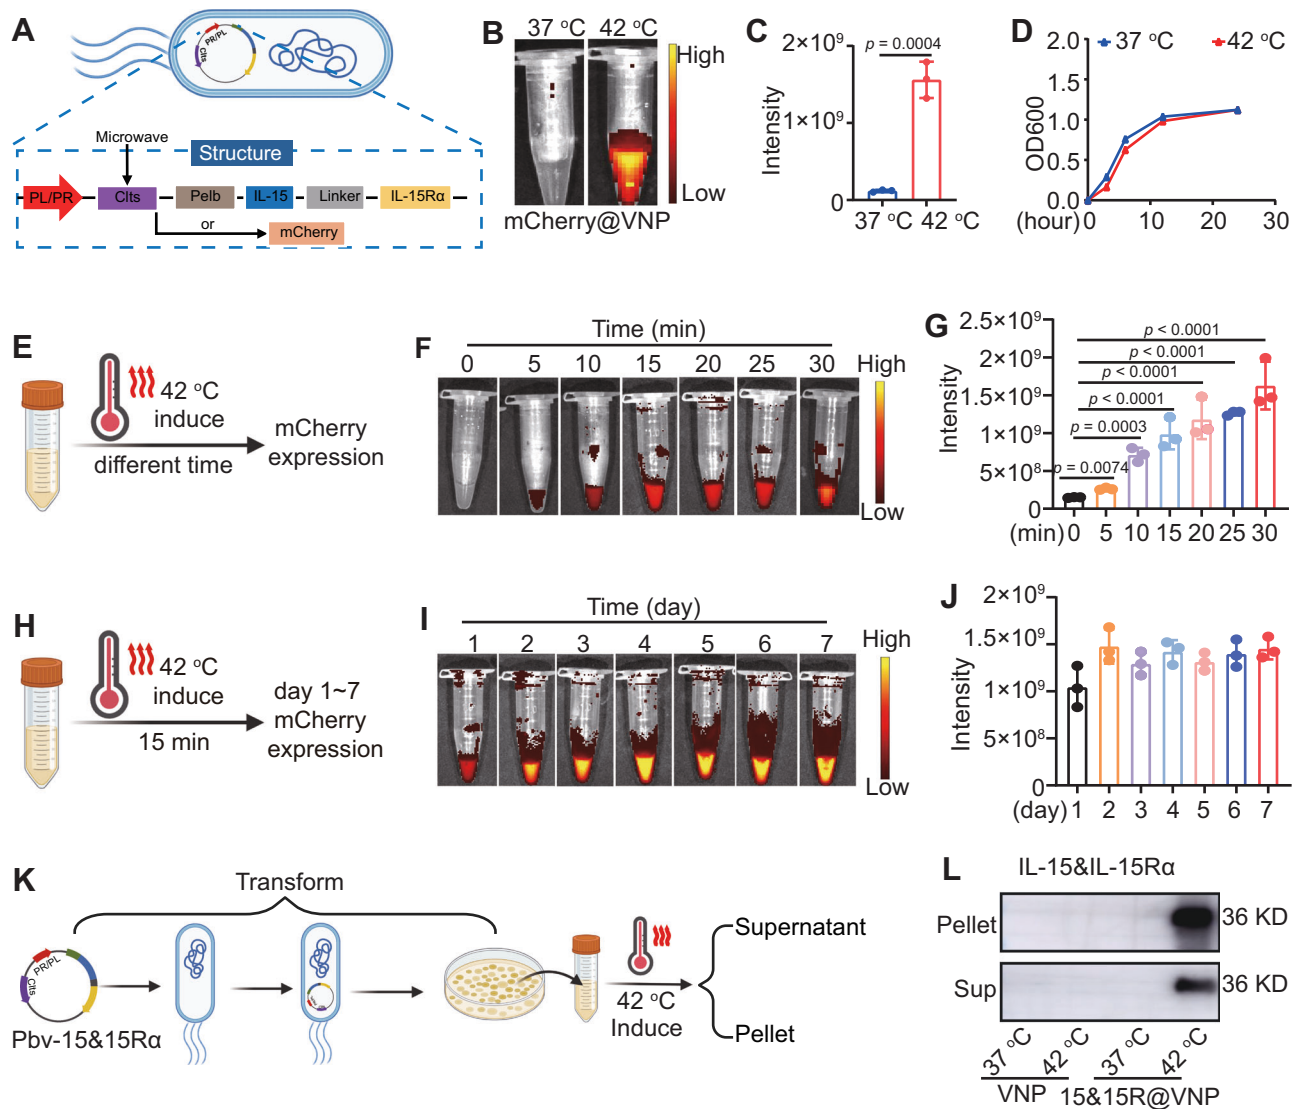 A
PR/PL
CIts
Microwave
Structure
PL/PR
CIts
Pelb
IL-15
Linker
IL-15Rα
or
mCherry
B
37 °C 42 °C
High
Low
mCherry@VNP
C
2×10⁹
1×10⁹
0
Intensity
p = 0.0004
37 °C 42 °C
D
37 °C 42 °C
OD600
2.0
1.5
1.0
0.5
0.0
(hour) 0 10 20 30
E
42 °C
induce
different time
mCherry
expression
F
Time (min)
0 5 10 15 20 25 30
High
Low
G
2.5×10⁹
2×10⁹
1.5×10⁹
1×10⁹
5×10⁸
0
Intensity
p < 0.0001
p < 0.0001
p < 0.0001
p < 0.0001
p = 0.0003
p = 0.0074
(min) 0 5 10 15 20 25 30
H
42 °C
induce
15 min
day 1~7
mCherry
expression
I
Time (day)
1 2 3 4 5 6 7
High
Low
J
2×10⁹
1.5×10⁹
1×10⁹
5×10⁸
0
Intensity
(day) 1 2 3 4 5 6 7
K
Transform
PR/PL
CIts
Pbv-15&15Rα
42 °C
Induce
Supernatant
Pellet
L
IL-15&IL-15Rα
Pellet
36 KD
Sup
36 KD
37 °C 42 °C 37 °C 42 °C
VNP 15&15R@VNP